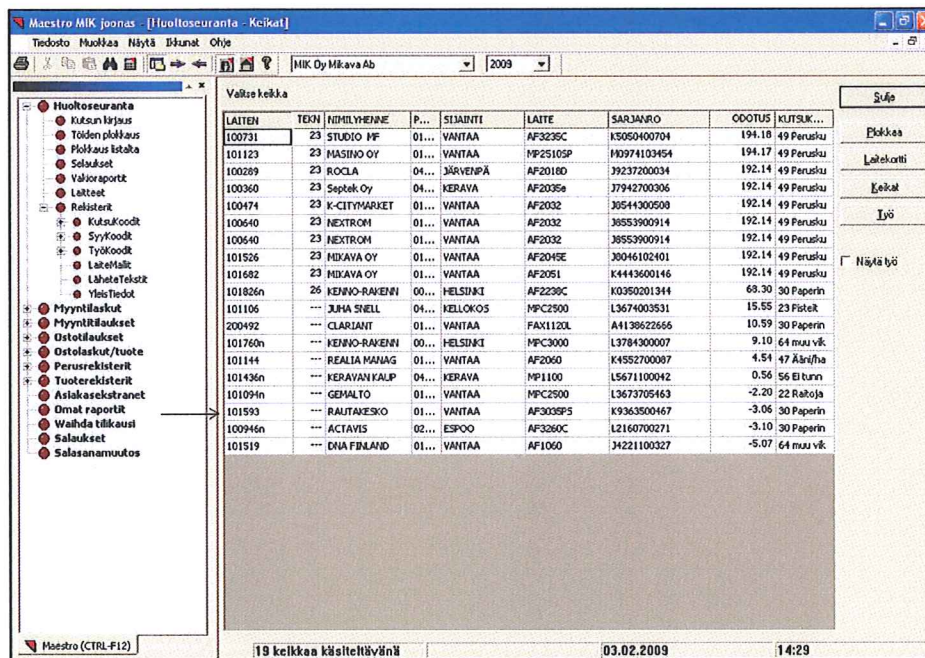 Maestro MIK joonas - [Huoltoseuranta - Keikat]
Tiedosto Muokkaa Näytä Ikkunat Ohje
MIK Oy Mikava Ab 2009
Huoltoseuranta
Kutsun kirjaus
Töiden plokkaus
Plokkaus listalta
Selaukset
Vakioraportit
Laitteet
Rekisterit
KutsuKoodit
SyyKoodit
TyöKoodit
LaiteMallit
LäheteTekstit
YleisTiedot
Myyntilaskut
Myyntitilaukset
Ostotilaukset
Ostolaskut/tuote
Perusrekisterit
Tuoterekisterit
Asiakasekstranet
Omat raportit
Vaihda tilikausi
Salaukset
Salasanamuutos
Maestro (CTRL-F12)
Valitse keikka
LAITEN TEKN NIMILYHENNE P... SIJAINTI LAITE SARJANRO ODOTUS KUTSUK...
100731 23 STUDIO MF 01... VANTAA AF3235C K5050400704 194.18 49 Perusku
101123 23 MASINO OY 01... VANTAA MP2510SP M0974103454 194.17 49 Perusku
100289 23 ROCLA 04... JÄRVENPÄ AF2018D J9237200034 192.14 49 Perusku
100360 23 Septek Oy 04... KERAVA AF2035e J7942700306 192.14 49 Perusku
100474 23 K-CITYMARKET 01... VANTAA AF2032 J8544300508 192.14 49 Perusku
100640 23 NEXTROM 01... VANTAA AF2032 J8553900914 192.14 49 Perusku
100640 23 NEXTROM 01... VANTAA AF2032 J8553900914 192.14 49 Perusku
101526 23 MIKAVA OY 01... VANTAA AF2045E J8046102401 192.14 49 Perusku
101682 23 MIKAVA OY 01... VANTAA AF2051 K4443600146 192.14 49 Perusku
101826n 26 KENNO-RAKENN 00... HELSINKI AF2238C K0350201344 68.30 30 Paperin
101106 --- JUHA SNELL 04... KELLOKOS MPC2500 L3674003531 15.55 23 Pisteit
200492 --- CLARIANT 01... VANTAA FAX1120L A4138622666 10.59 30 Paperin
101760n --- KENNO-RAKENN 00... HELSINKI MPC3000 L3784300007 9.10 64 muu vik
101144 --- REALIA MANAG 01... VANTAA AF2060 K4552700087 4.54 47 Ääni/ha
101436n --- KERAVAN KAUP 04... KERAVA MP1100 L5671100042 0.56 56 Ei tunn
101094n --- GEMALTO 01... VANTAA MPC2500 L3673705463 -2.20 22 Raitoja
101593 --- RAUTAKESKO 01... VANTAA AF3035PS K9363500467 -3.06 30 Paperin
100946n --- ACTAVIS 02... ESPOO AF3260C L2160700271 -3.10 30 Paperin
101519 --- DNA FINLAND 01... VANTAA AF1060 J4221100327 -5.07 64 muu vik
Sulje
Plokkaa
Laitekortti
Keikat
Työ
Näytä työ
19 keikkaa käsiteltävänä 03.02.2009 14:29